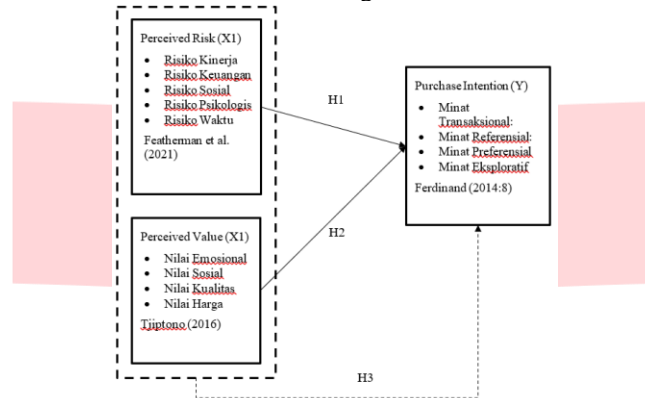 Perceived Risk (X1)
• Risiko Kinerja
• Risiko Keuangan
• Risiko Sosial
• Risiko Psikologis
• Risiko Waktu
Featherman et al.
(2021)
H1
Purchase Intention (Y)
• Minat
Transaksional:
• Minat Referensial:
• Minat Preferensial
• Minat Eksploratif
Ferdinand (2014:8)
Perceived Value (X1)
• Nilai Emosional
• Nilai Sosial
• Nilai Kualitas
• Nilai Harga
Tjiptono (2016)
H2
H3